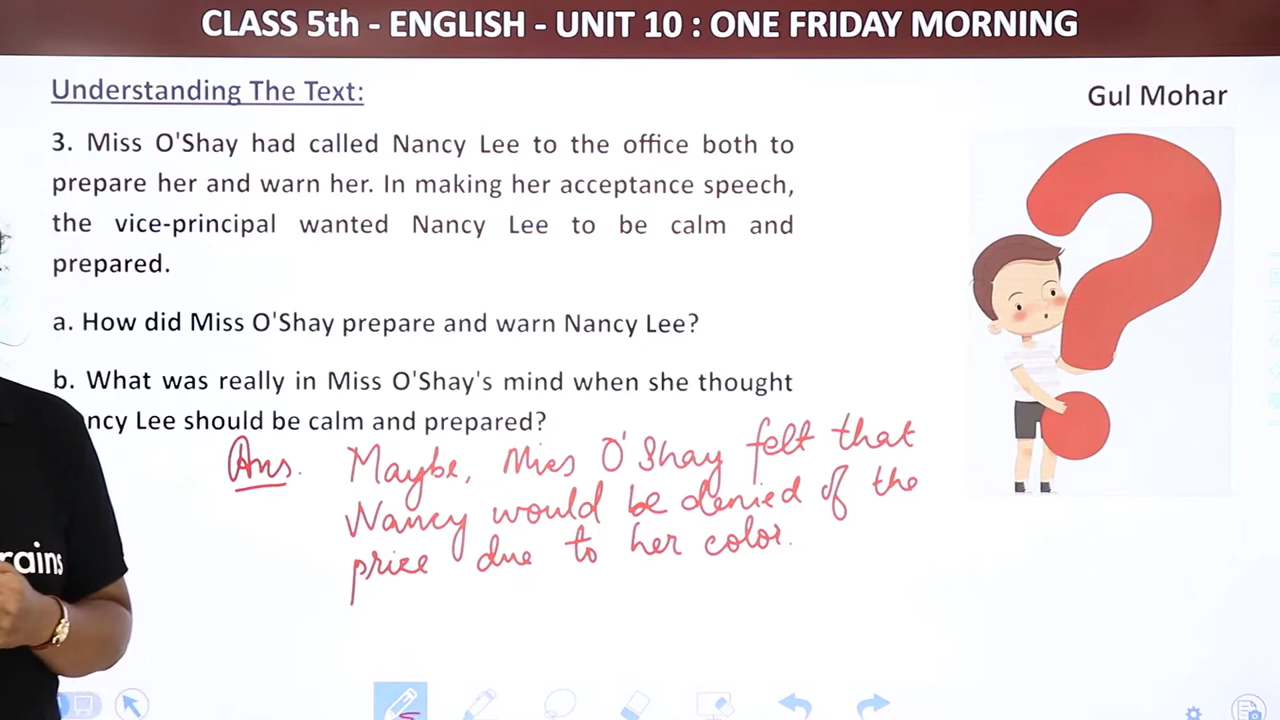 CLASS 5th - ENGLISH - UNIT 10 : ONE FRIDAY MORNING
Understanding The Text:
Gul Mohar
3. Miss O'Shay had called Nancy Lee to the office both to
prepare her and warn her. In making her acceptance speech,
the vice-principal wanted Nancy Lee to be calm and
prepared.
a. How did Miss O'Shay prepare and warn Nancy Lee?
b. What was really in Miss O'Shay's mind when she thought
ncy Lee should be calm and prepared?
Ans. Maybe, Miss O'Shay felt that
Nancy would be denied of the
prize due to her color.
rains